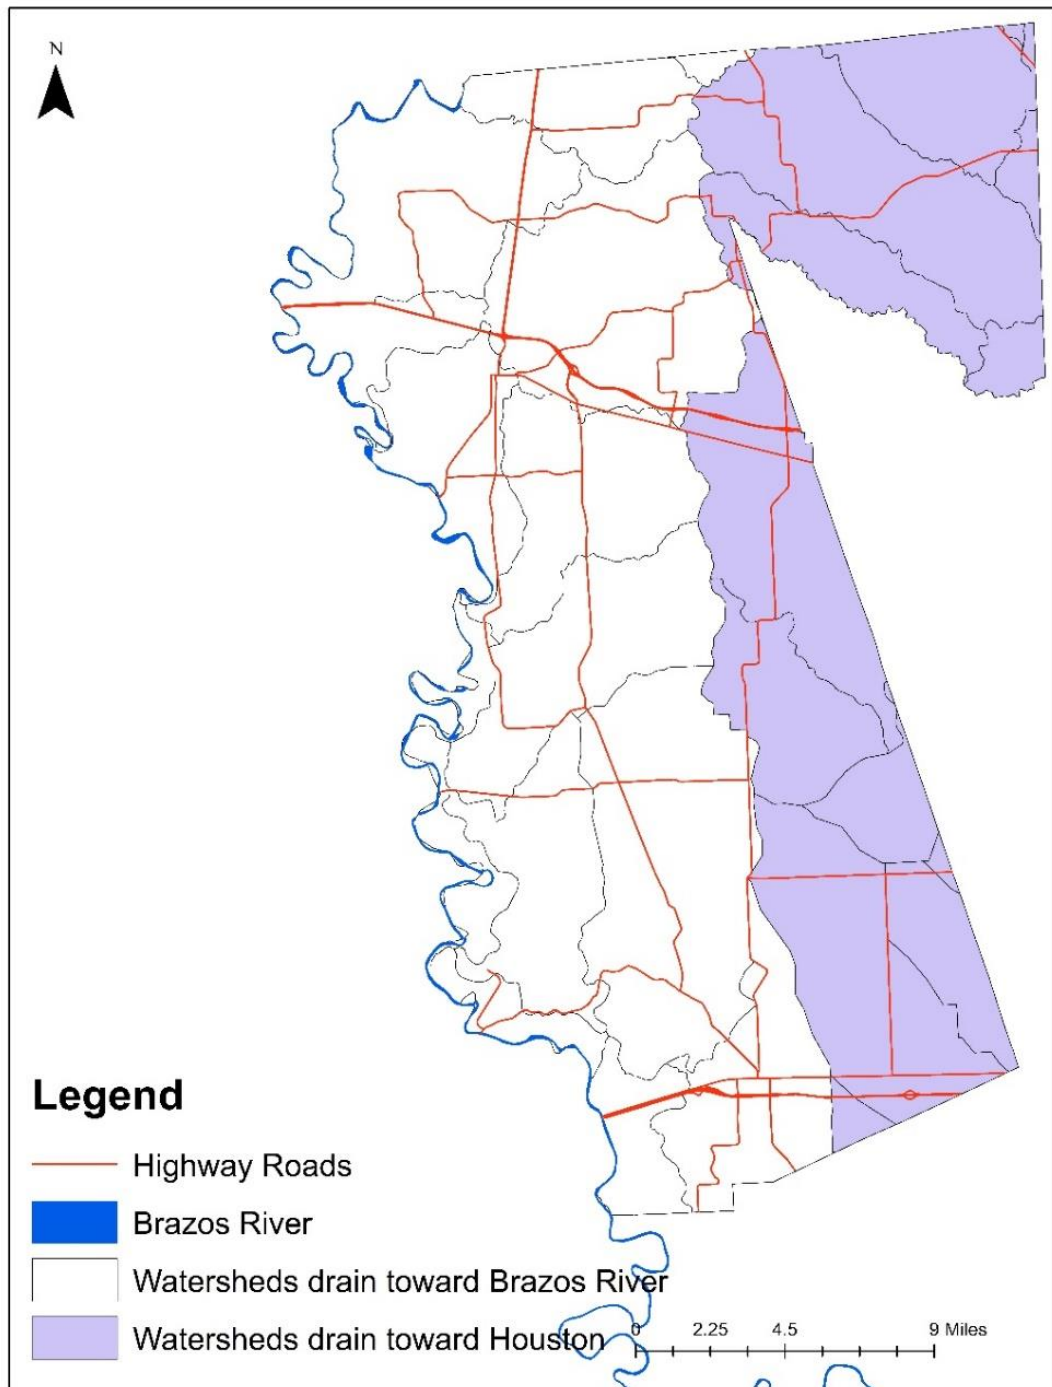 N
Legend
Highway Roads
Brazos River
Watersheds drain toward Brazos River
Watersheds drain toward Houston
0 2.25 4.5 9 Miles